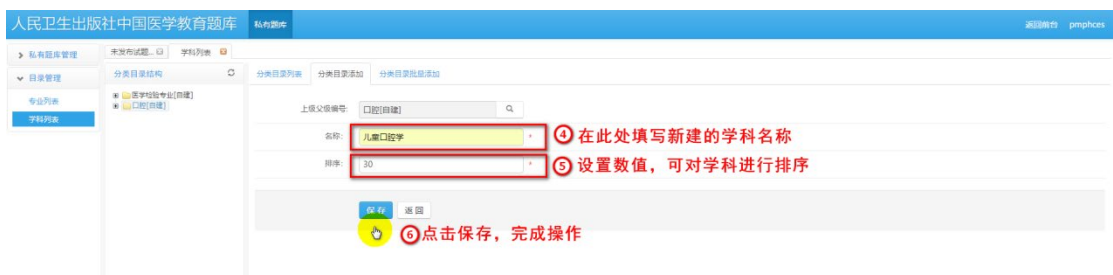 人民卫生出版社中国医学教育题库 私有题库 返回前台 pmphces
私有题库管理
目录管理
专业列表
学科列表
未发布试题... 学科列表
分类目录结构
医学检验专业[自建]
口腔[自建]
分类目录列表 分类目录添加 分类目录批量添加
上级父级编号: 口腔[自建]
名称: 儿童口腔学 * ④在此处填写新建的学科名称
排序: 30 * ⑤设置数值，可对学科进行排序
保存 返回
⑥点击保存，完成操作